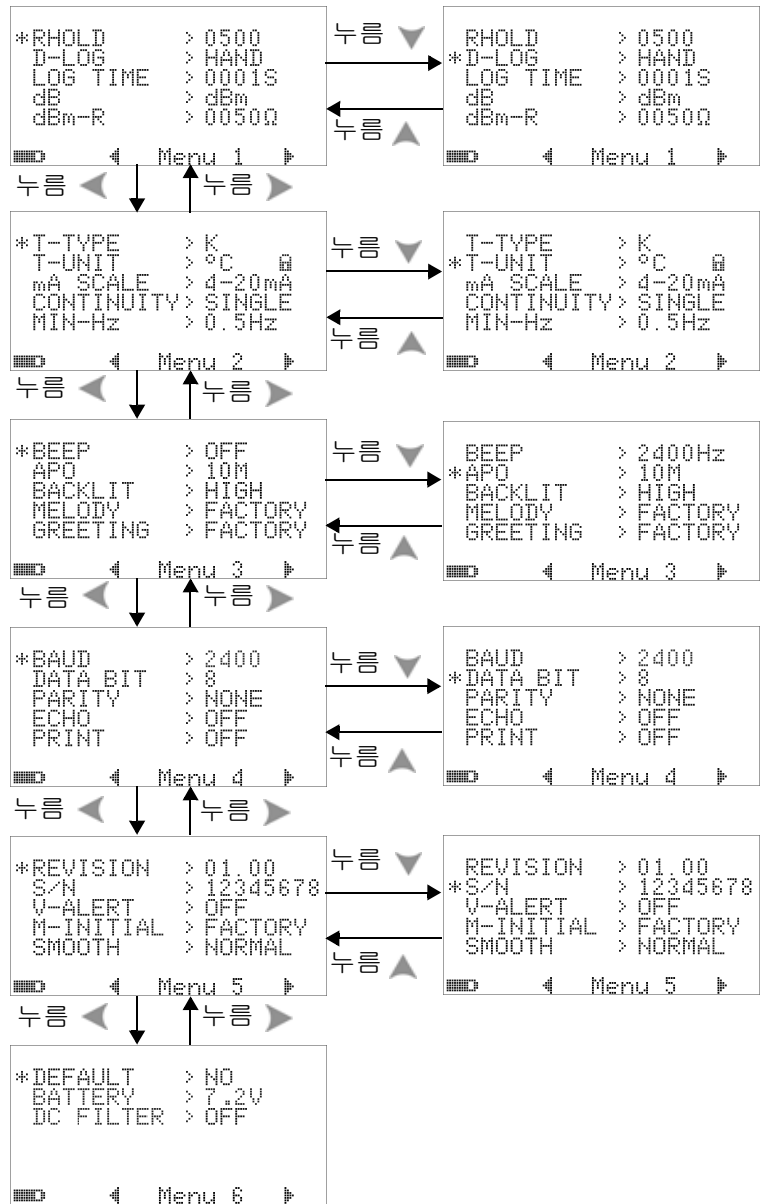 *RHOLD > 0500
D-LOG > HAND
LOG TIME > 0001S
dB > dBm
dBm-R > 0050Ω
Menu 1
누름
누름
RHOLD > 0500
*D-LOG > HAND
LOG TIME > 0001S
dB > dBm
dBm-R > 0050Ω
Menu 1
누름
누름
*T-TYPE > K
T-UNIT > °C
mA SCALE > 4-20mA
CONTINUITY > SINGLE
MIN-Hz > 0.5Hz
Menu 2
누름
누름
T-TYPE > K
*T-UNIT > °C
mA SCALE > 4-20mA
CONTINUITY > SINGLE
MIN-Hz > 0.5Hz
Menu 2
누름
누름
*BEEP > OFF
APO > 10M
BACKLIT > HIGH
MELODY > FACTORY
GREETING > FACTORY
Menu 3
누름
누름
BEEP > 2400Hz
*APO > 10M
BACKLIT > HIGH
MELODY > FACTORY
GREETING > FACTORY
Menu 3
누름
누름
*BAUD > 2400
DATA BIT > 8
PARITY > NONE
ECHO > OFF
PRINT > OFF
Menu 4
누름
누름
BAUD > 2400
*DATA BIT > 8
PARITY > NONE
ECHO > OFF
PRINT > OFF
Menu 4
누름
누름
*REVISION > 01.00
S/N > 12345678
V-ALERT > OFF
M-INITIAL > FACTORY
SMOOTH > NORMAL
Menu 5
누름
누름
REVISION > 01.00
*S/N > 12345678
V-ALERT > OFF
M-INITIAL > FACTORY
SMOOTH > NORMAL
Menu 5
누름
누름
*DEFAULT > NO
BATTERY > 7.2V
DC FILTER > OFF
Menu 6